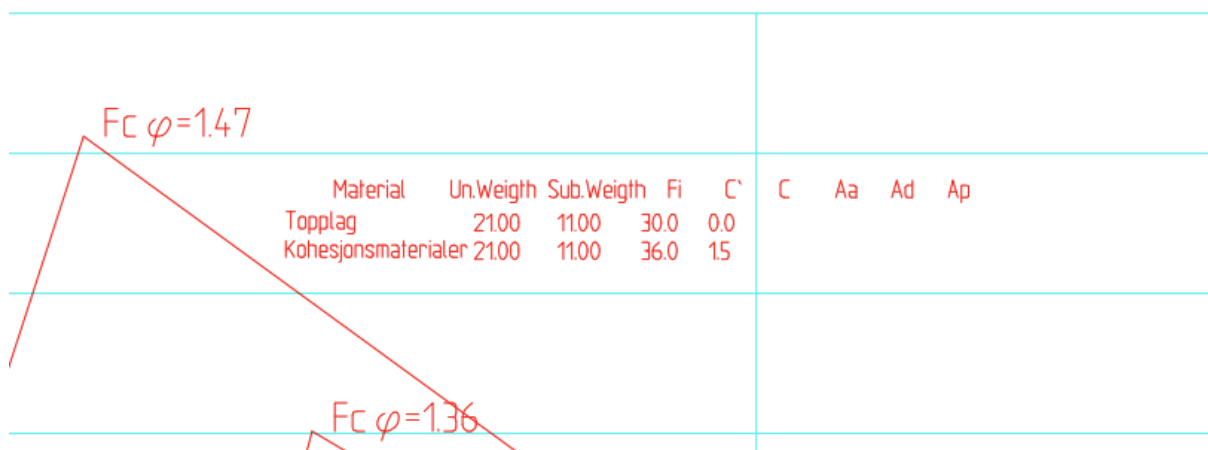 Fc φ=1.47
Material Un.Weigth Sub.Weigth Fi C` C Aa Ad Ap
Topplag 21.00 11.00 30.0 0.0
Kohesjonsmaterialer 21.00 11.00 36.0 1.5
Fc φ=1.36